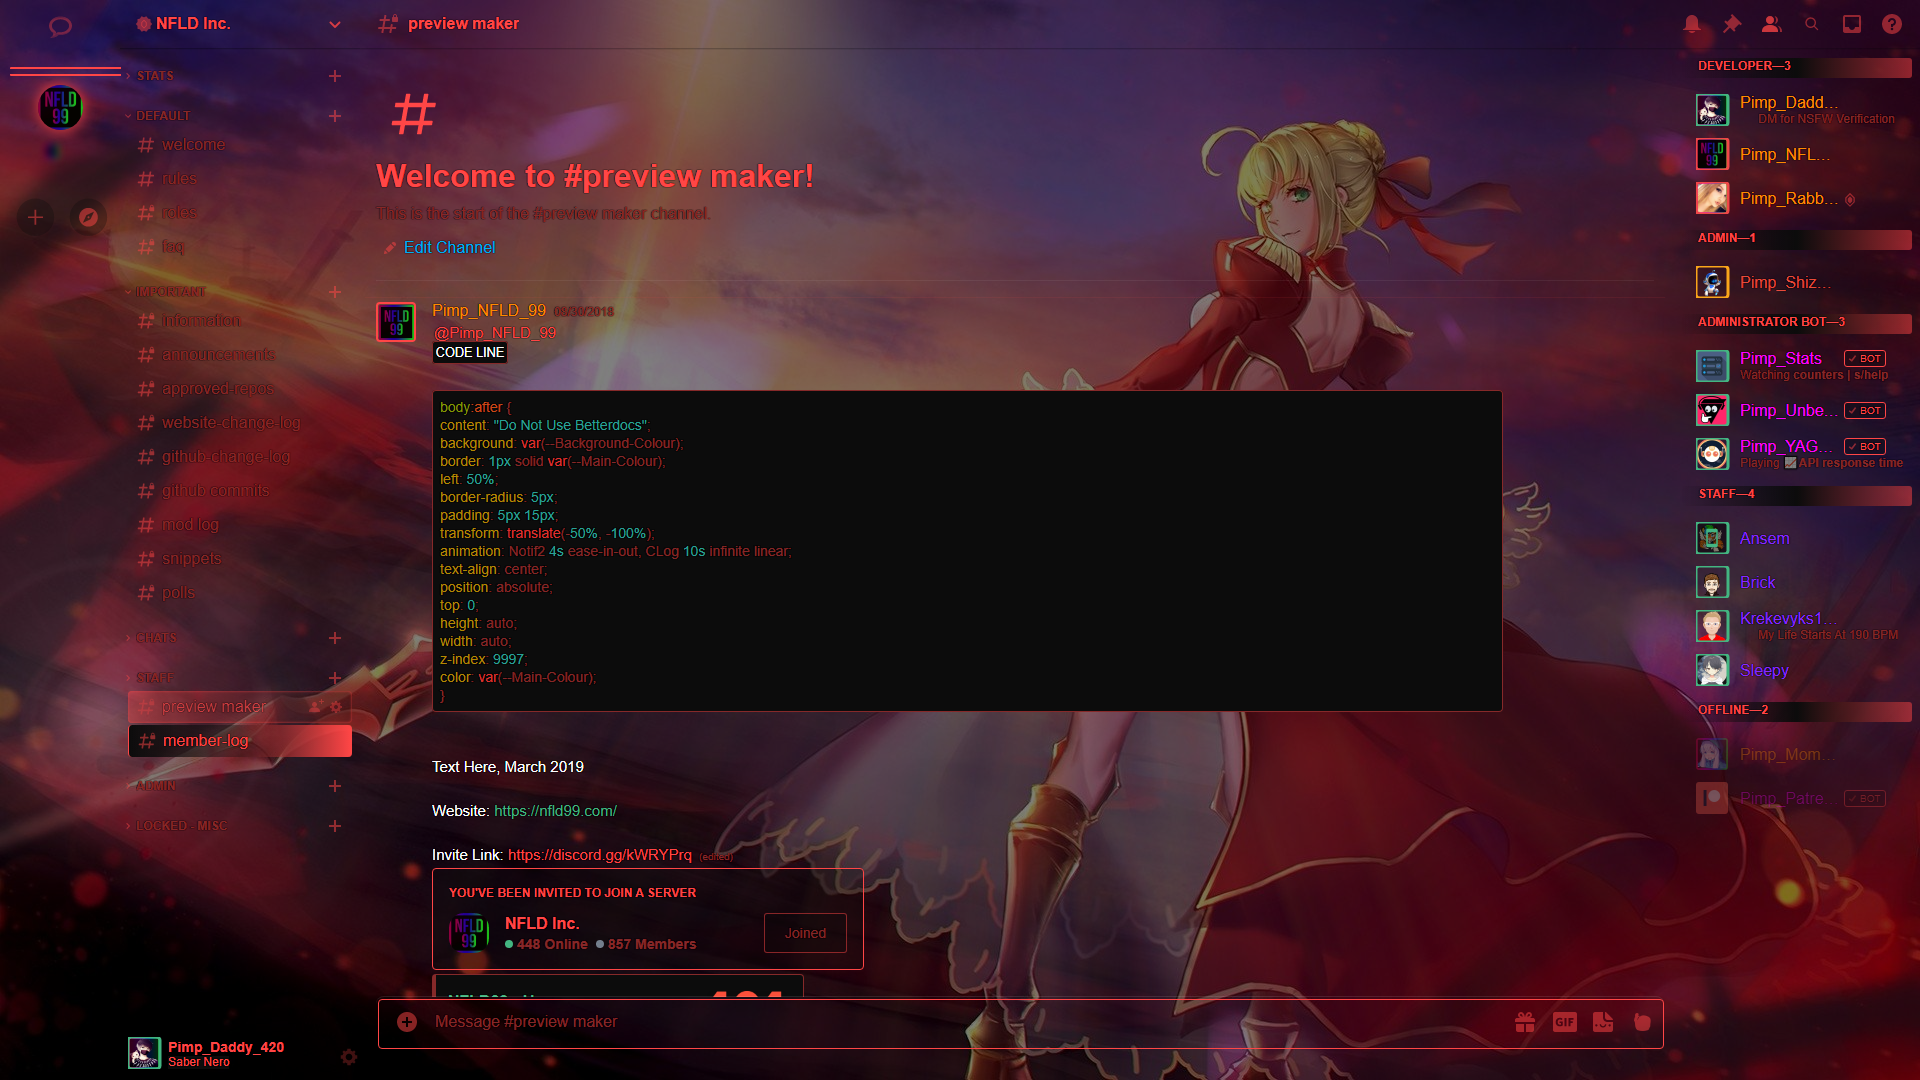 NFLD Inc.
preview maker
STATS
DEFAULT
welcome
rules
roles
faq
IMPORTANT
information
announcements
approved-repos
website-change-log
github-change-log
github commits
mod log
snippets
polls
CHATS
STAFF
preview maker
member-log
ADMIN
LOCKED - MISC
Pimp_Daddy_420
Saber Nero
NFLD
99
Welcome to #preview maker!
This is the start of the #preview maker channel.
Edit Channel
Pimp_NFLD_99 08/30/2018
@Pimp_NFLD_99
CODE LINE
body:after {
content: "Do Not Use Betterdocs";
background: var(--Background-Colour);
border: 1px solid var(--Main-Colour);
left: 50%;
border-radius: 5px;
padding: 5px 15px;
transform: translate(-50%, -100%);
animation: Notif2 4s ease-in-out, CLog 10s infinite linear;
text-align: center;
position: absolute;
top: 0;
height: auto;
width: auto;
z-index: 9997;
color: var(--Main-Colour);
}
Text Here, March 2019
Website: https://nfld99.com/
Invite Link: https://discord.gg/kWRYPrq (edited)
YOU'VE BEEN INVITED TO JOIN A SERVER
NFLD Inc.
448 Online 857 Members
Joined
Message #preview maker
GIF
DEVELOPER—3
Pimp_Dadd...
DM for NSFW Verification
Pimp_NFL...
Pimp_Rabb...
ADMIN—1
Pimp_Shiz...
ADMINISTRATOR BOT—3
Pimp_Stats BOT
Watching counters | s/help
Pimp_Unbe... BOT
Pimp_YAG... BOT
Playing API response time
STAFF—4
Ansem
Brick
Krekevyks1...
My Life Starts At 190 BPM
Sleepy
OFFLINE—2
Pimp_Mom...
Pimp_Patre... BOT